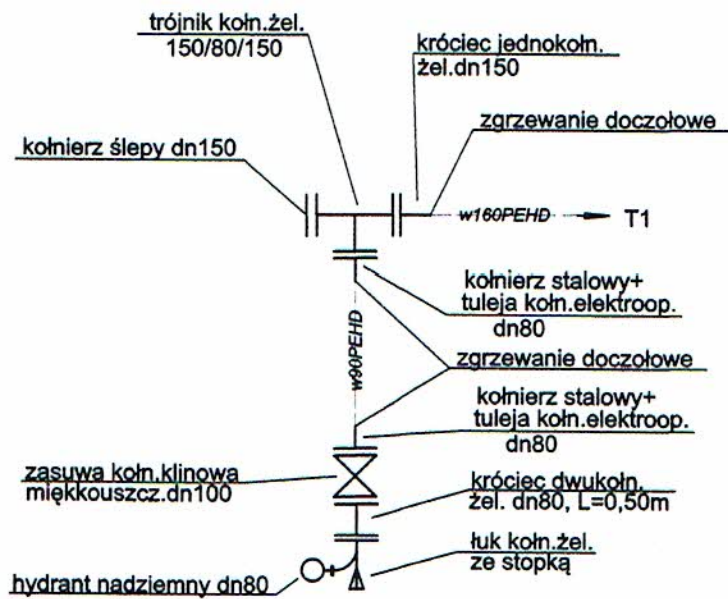 trójnik kołn.żel.
150/80/150
króciec jednokołn.
żel.dn150
zgrzewanie doczołowe
kołnierz ślepy dn150
w160PEHD
T1
kołnierz stalowy+
tuleja kołn.elektroop.
dn80
w90PEHD
zgrzewanie doczołowe
kołnierz stalowy+
tuleja kołn.elektroop.
dn80
zasuwa kołn.klinowa
miękkouszcz.dn100
króciec dwukołn.
żel. dn80, L=0,50m
łuk kołn.żel.
ze stopką
hydrant nadziemny dn80